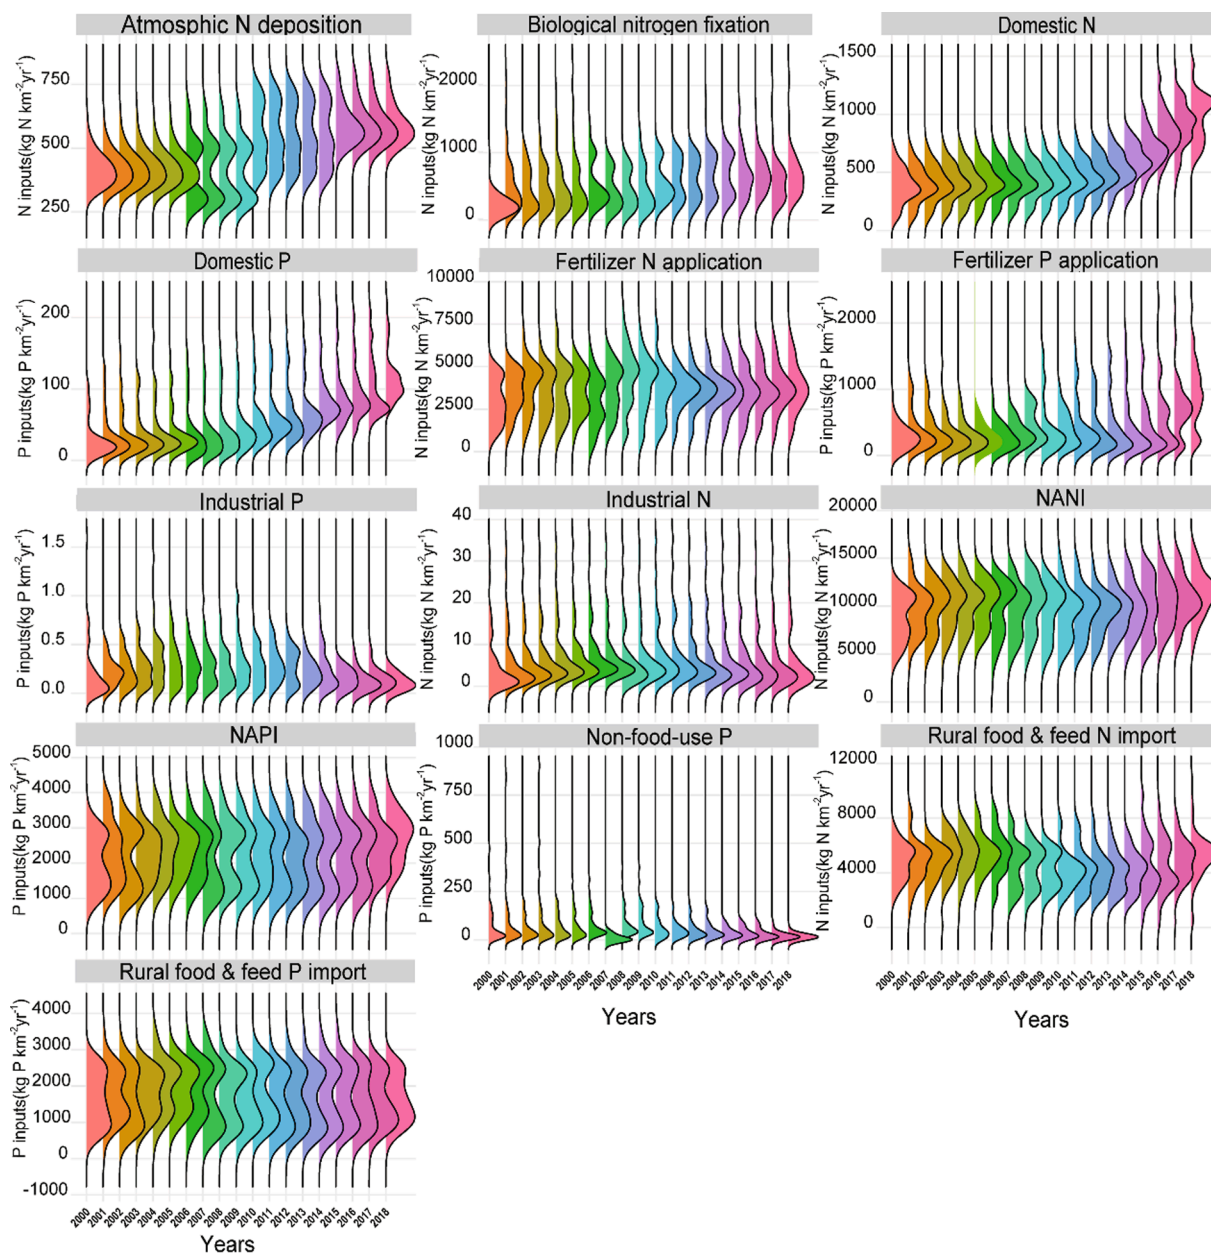 Atmosphic N deposition
N inputs(kg N km⁻²yr⁻¹)
750
500
250
Biological nitrogen fixation
N inputs(kg N km⁻²yr⁻¹)
2000
1000
0
Domestic N
N inputs(kg N km⁻²yr⁻¹)
1500
1000
500
0
Domestic P
P inputs(kg P km⁻²yr⁻¹)
200
100
0
Fertilizer N application
N inputs(kg N km⁻²yr⁻¹)
10000
7500
5000
2500
0
Fertilizer P application
P inputs(kg P km⁻²yr⁻¹)
2000
1000
0
Industrial P
P inputs(kg P km⁻²yr⁻¹)
1.5
1.0
0.5
0.0
Industrial N
N inputs(kg N km⁻²yr⁻¹)
40
30
20
10
0
NANI
N inputs(kg N km⁻²yr⁻¹)
20000
15000
10000
5000
0
NAPI
P inputs(kg P km⁻²yr⁻¹)
5000
4000
3000
2000
1000
0
Non-food-use P
P inputs(kg P km⁻²yr⁻¹)
1000
750
500
250
0
2000 2001 2002 2003 2004 2005 2006 2007 2008 2009 2010 2011 2012 2013 2014 2015 2016 2017 2018
Years
Rural food & feed N import
N inputs(kg N km⁻²yr⁻¹)
12000
8000
4000
0
2000 2001 2002 2003 2004 2005 2006 2007 2008 2009 2010 2011 2012 2013 2014 2015 2016 2017 2018
Years
Rural food & feed P import
P inputs(kg P km⁻²yr⁻¹)
4000
3000
2000
1000
0
-1000
2000 2001 2002 2003 2004 2005 2006 2007 2008 2009 2010 2011 2012 2013 2014 2015 2016 2017 2018
Years